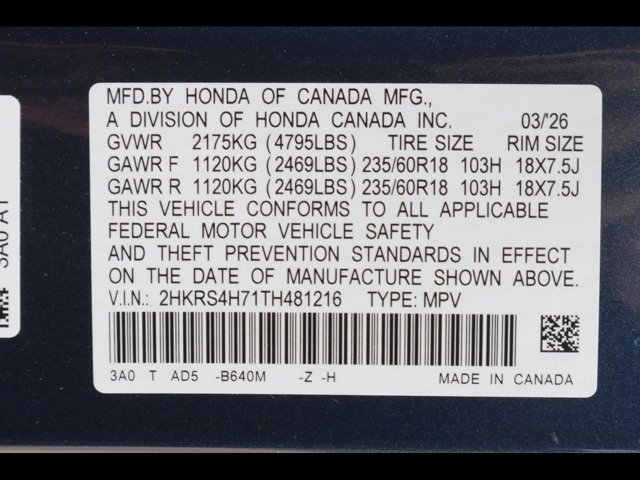 MFD.BY HONDA OF CANADA MFG.,
A DIVISION OF HONDA CANADA INC. 03/'26
GVWR 2175KG (4795LBS) TIRE SIZE RIM SIZE
GAWR F 1120KG (2469LBS) 235/60R18 103H 18X7.5J
GAWR R 1120KG (2469LBS) 235/60R18 103H 18X7.5J
THIS VEHICLE CONFORMS TO ALL APPLICABLE
FEDERAL MOTOR VEHICLE SAFETY
AND THEFT PREVENTION STANDARDS IN EFFECT
ON THE DATE OF MANUFACTURE SHOWN ABOVE.
V.I.N.: 2HKRS4H71TH481216 TYPE: MPV
3A0 T AD5 -B640M -Z -H MADE IN CANADA
3A0 A1